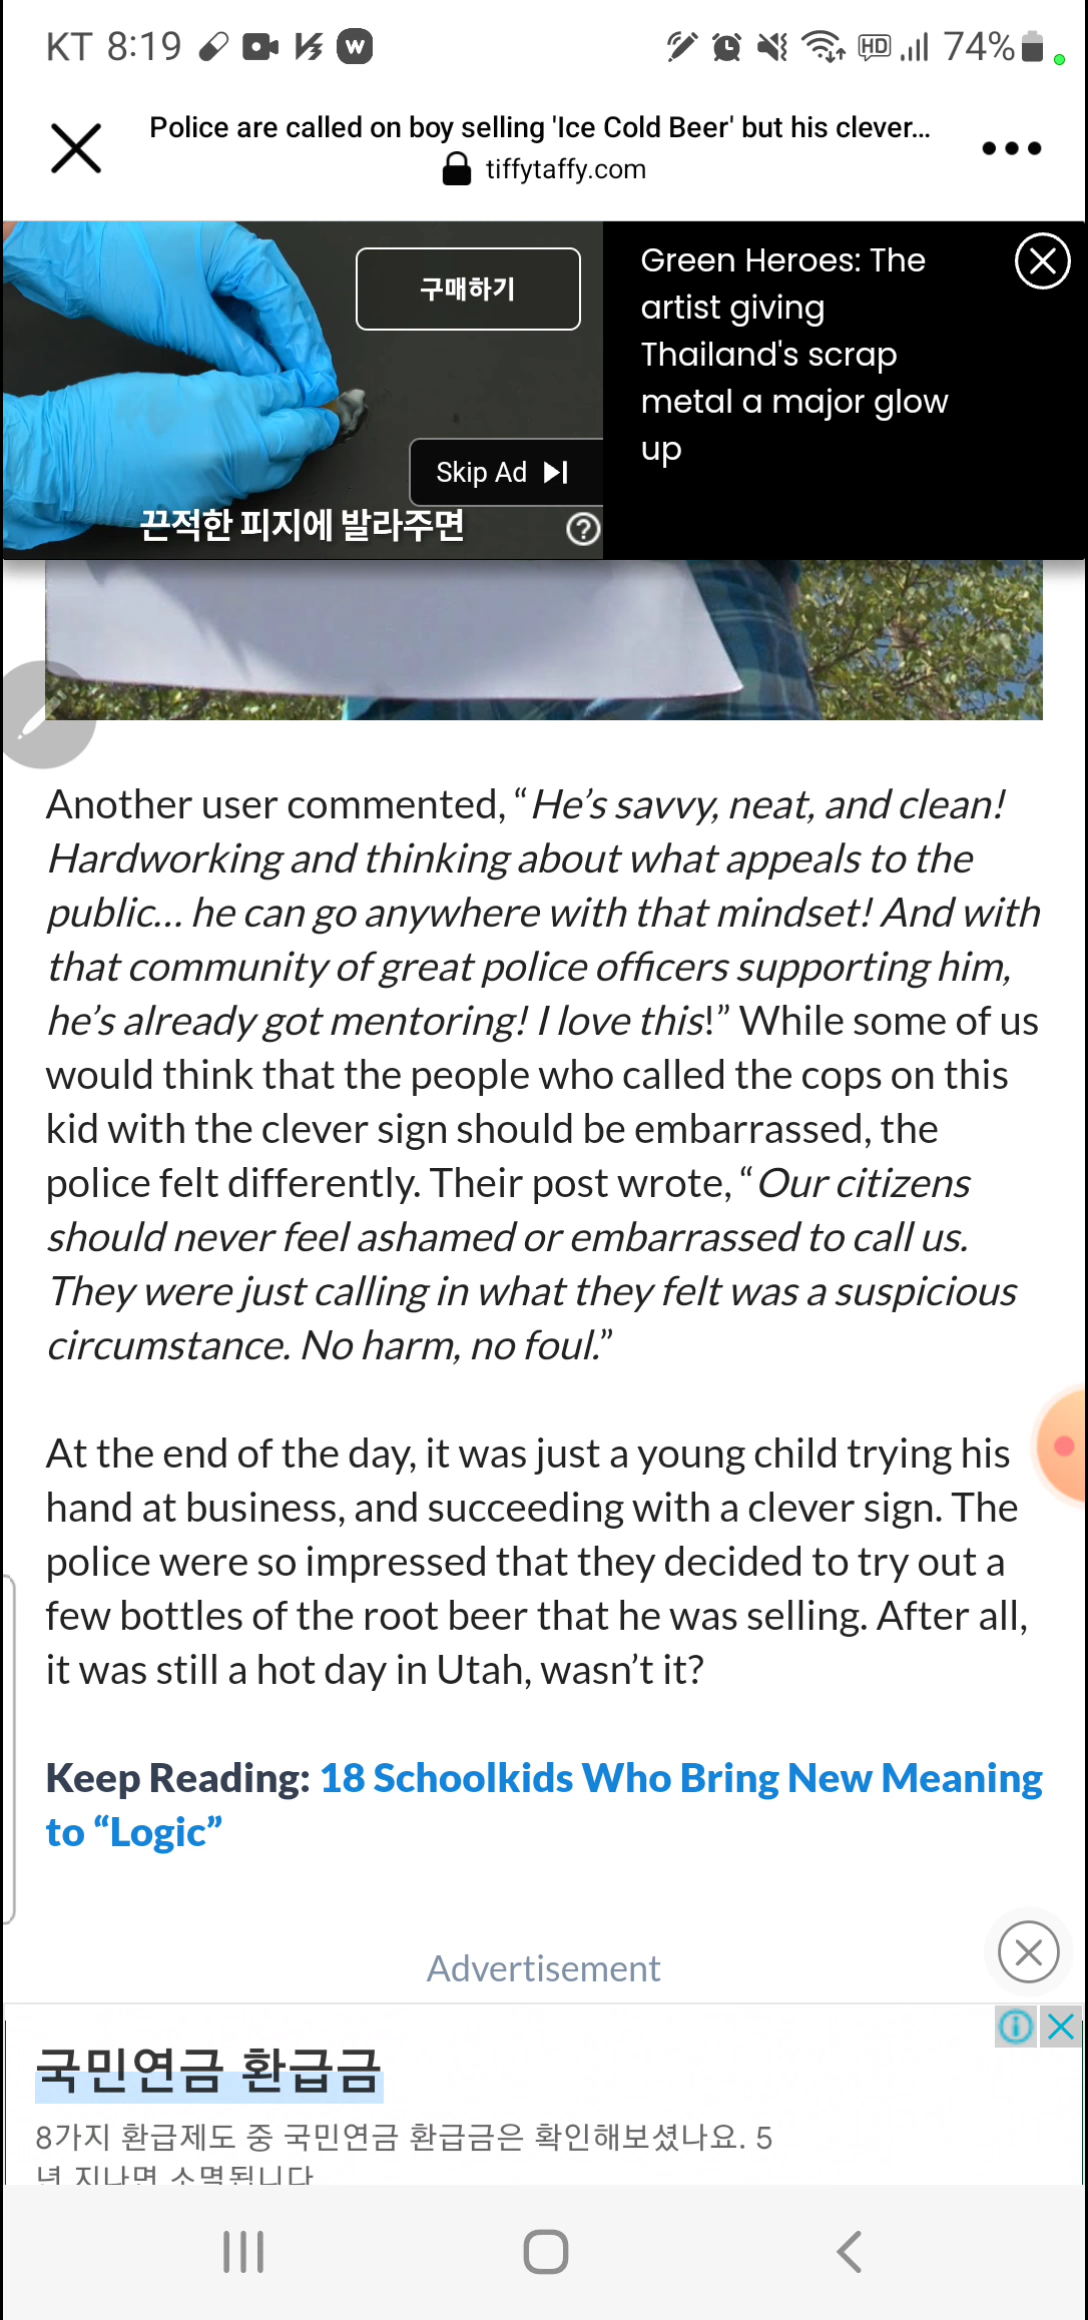 KT 8:19
HD 74%
Police are called on boy selling 'Ice Cold Beer' but his clever...
tiffytaffy.com
구매하기
Skip Ad
끈적한 피지에 발라주면
Green Heroes: The
artist giving
Thailand's scrap
metal a major glow
up
Another user commented, “He’s savvy, neat, and clean!
Hardworking and thinking about what appeals to the
public... he can go anywhere with that mindset! And with
that community of great police officers supporting him,
he’s already got mentoring! I love this!” While some of us
would think that the people who called the cops on this
kid with the clever sign should be embarrassed, the
police felt differently. Their post wrote, “Our citizens
should never feel ashamed or embarrassed to call us.
They were just calling in what they felt was a suspicious
circumstance. No harm, no foul.”
At the end of the day, it was just a young child trying his
hand at business, and succeeding with a clever sign. The
police were so impressed that they decided to try out a
few bottles of the root beer that he was selling. After all,
it was still a hot day in Utah, wasn’t it?
Keep Reading: 18 Schoolkids Who Bring New Meaning
to “Logic”
Advertisement
국민연금 환급금
8가지 환급제도 중 국민연금 환급금은 확인해보셨나요. 5
년 지나면 소멸됩니다